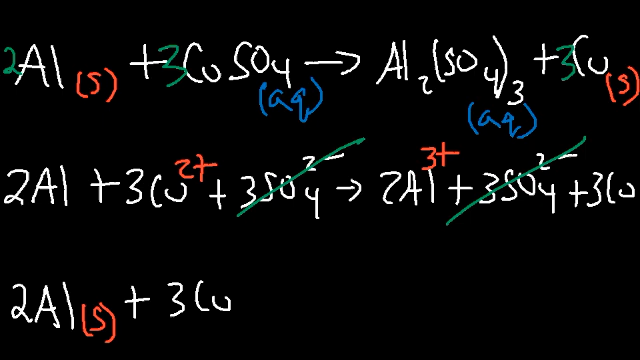 2Al(s) + 3CuSO₄(aq) → Al₂(SO₄)₃(aq) + 3Cu(s)
2Al + 3Cu²⁺ + 3SO₄²⁻ → 2Al³⁺ + 3SO₄²⁻ + 3Cu
2Al(s) + 3Cu